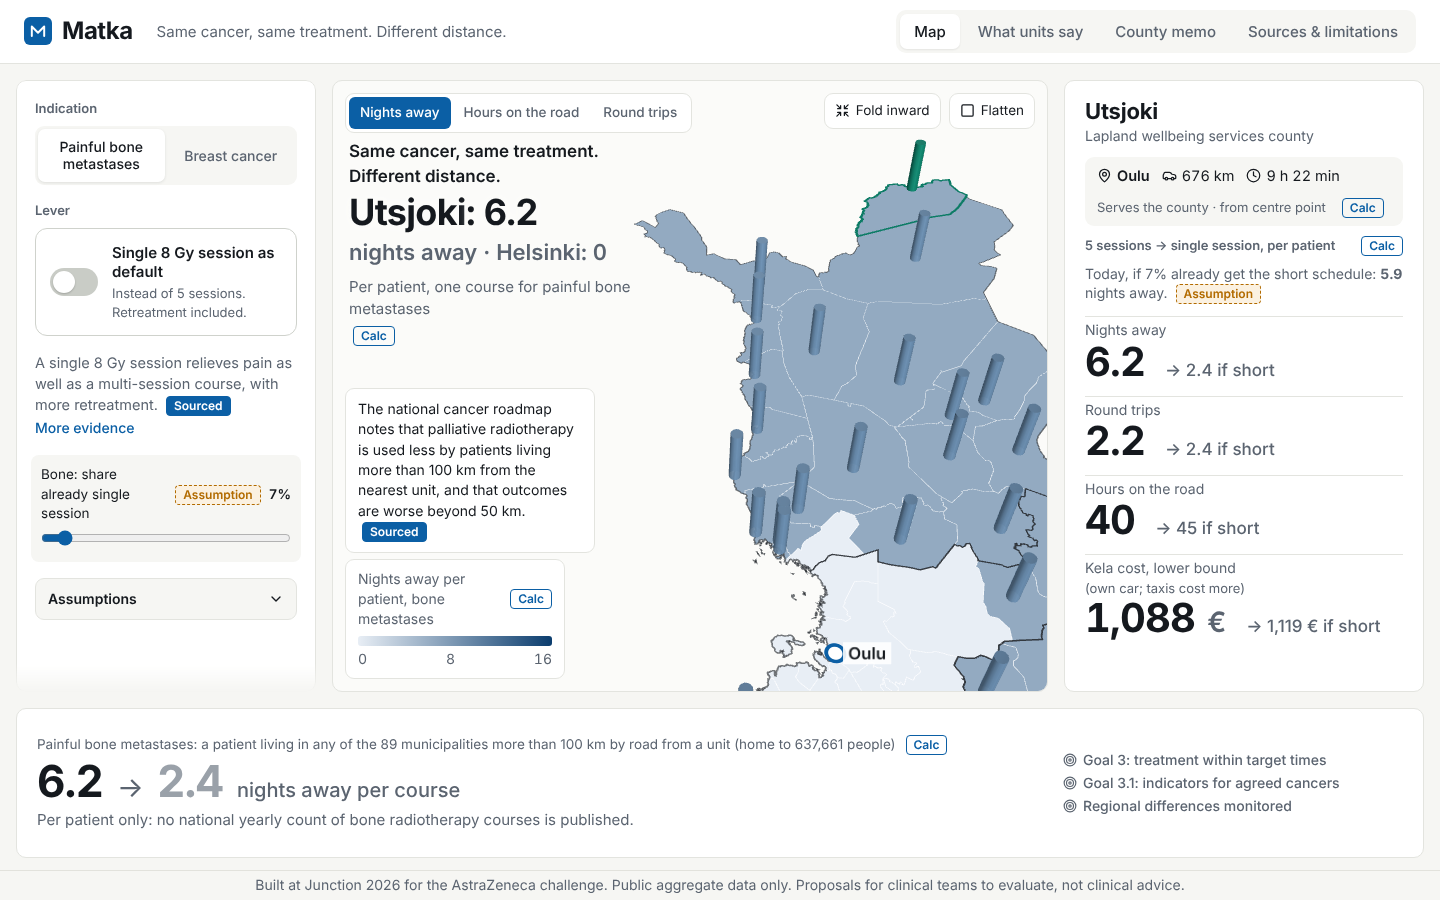 Matka
Same cancer, same treatment. Different distance.
Map
What units say
County memo
Sources & limitations
Indication
Painful bone
metastases
Breast cancer
Lever
Single 8 Gy session as
default
Instead of 5 sessions.
Retreatment included.
A single 8 Gy session relieves pain as
well as a multi-session course, with
more retreatment. Sourced
More evidence
Bone: share
already single
session
Assumption 7%
Assumptions
Nights away
Hours on the road
Round trips
Fold inward
Flatten
Same cancer, same treatment.
Different distance.
Utsjoki: 6.2
nights away · Helsinki: 0
Per patient, one course for painful bone
metastases
Calc
The national cancer roadmap
notes that palliative radiotherapy
is used less by patients living
more than 100 km from the
nearest unit, and that outcomes
are worse beyond 50 km.
Sourced
Nights away per
patient, bone
metastases
Calc
0 8 16
Oulu
Utsjoki
Lapland wellbeing services county
Oulu 676 km 9 h 22 min
Serves the county · from centre point Calc
5 sessions → single session, per patient Calc
Today, if 7% already get the short schedule: 5.9
nights away. Assumption
Nights away
6.2 → 2.4 if short
Round trips
2.2 → 2.4 if short
Hours on the road
40 → 45 if short
Kela cost, lower bound
(own car; taxis cost more)
1,088 € → 1,119 € if short
Painful bone metastases: a patient living in any of the 89 municipalities more than 100 km by road from a unit (home to 637,661 people) Calc
6.2 → 2.4 nights away per course
Per patient only: no national yearly count of bone radiotherapy courses is published.
Goal 3: treatment within target times
Goal 3.1: indicators for agreed cancers
Regional differences monitored
Built at Junction 2026 for the AstraZeneca challenge. Public aggregate data only. Proposals for clinical teams to evaluate, not clinical advice.